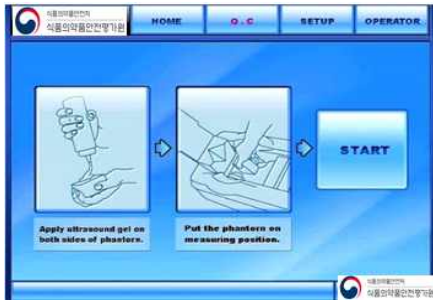 식품의약품안전처
식품의약품안전평가원
HOME
Q.C
SETUP
OPERATOR
START
Apply ultrasound gel on
both sides of phantom.
Put the phantom on
measuring position.
식품의약품안전처
식품의약품안전평가원